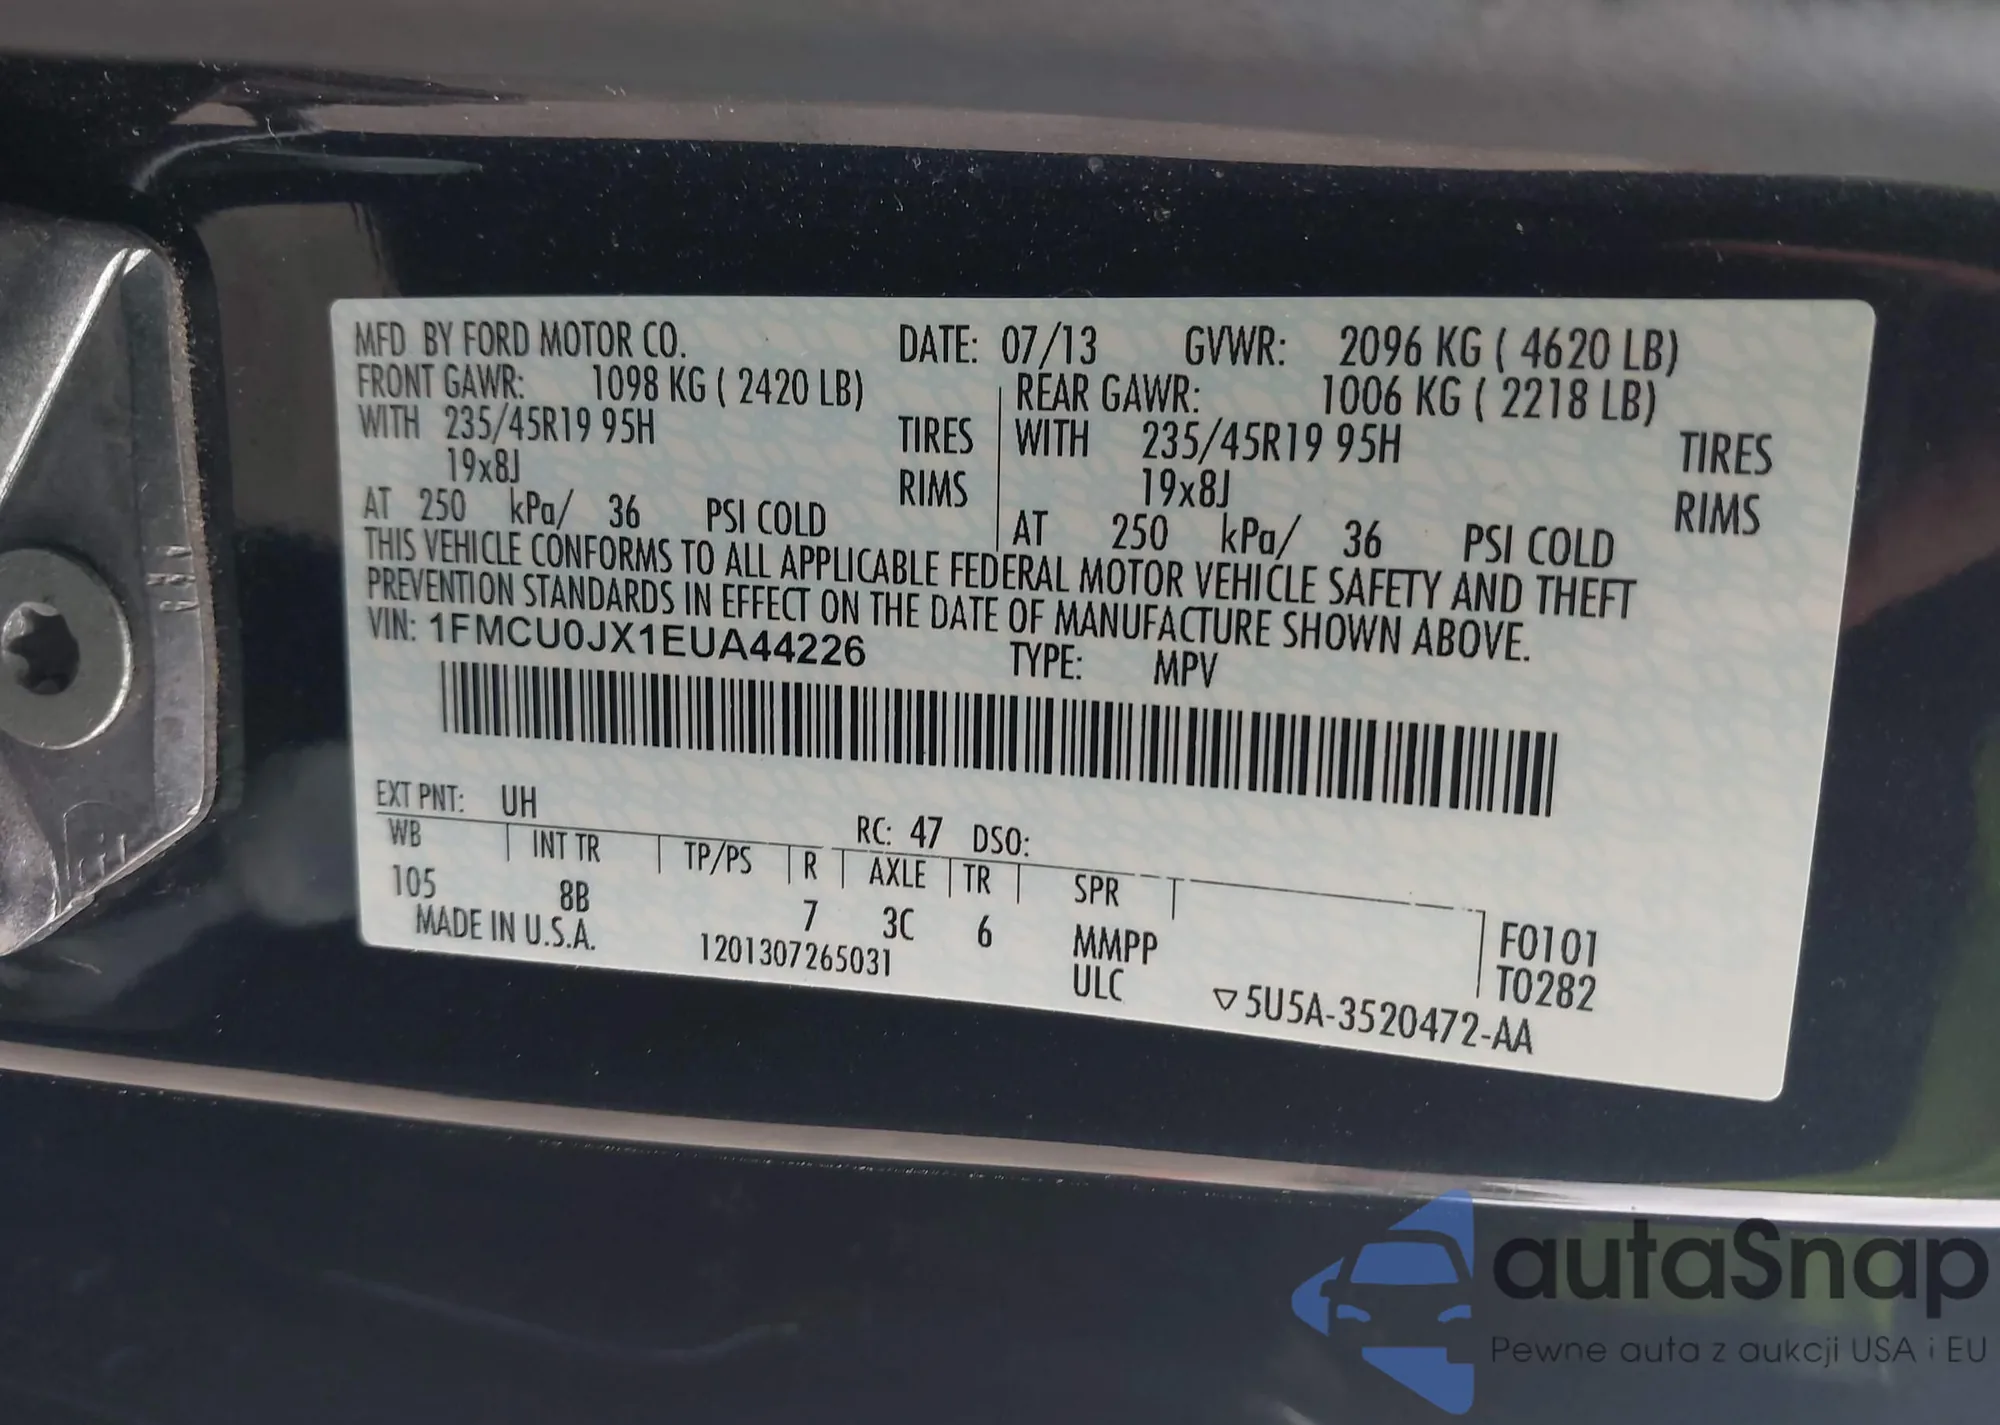 MFD BY FORD MOTOR CO. DATE: 07/13 GVWR: 2096 KG ( 4620 LB)
FRONT GAWR: 1098 KG ( 2420 LB) REAR GAWR: 1006 KG ( 2218 LB)
WITH 235/45R19 95H TIRES WITH 235/45R19 95H TIRES
19x8J RIMS 19x8J RIMS
AT 250 kPa/ 36 PSI COLD AT 250 kPa/ 36 PSI COLD
THIS VEHICLE CONFORMS TO ALL APPLICABLE FEDERAL MOTOR VEHICLE SAFETY AND THEFT
PREVENTION STANDARDS IN EFFECT ON THE DATE OF MANUFACTURE SHOWN ABOVE.
VIN: 1FMCU0JX1EUA44226 TYPE: MPV
EXT PNT: UH RC: 47 DSO:
WB INT TR TP/PS R AXLE TR SPR
105 8B 7 3C 6 MMPP F0101
MADE IN U.S.A. 1201307265031 ULC T0282
▽5U5A-3520472-AA
autaSnap
Pewne auta z aukcji USA i EU